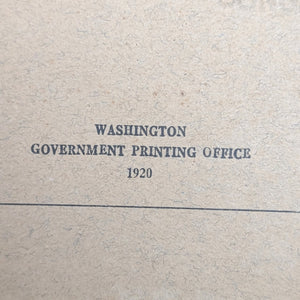 WASHINGTON
GOVERNMENT PRINTING OFFICE
1920